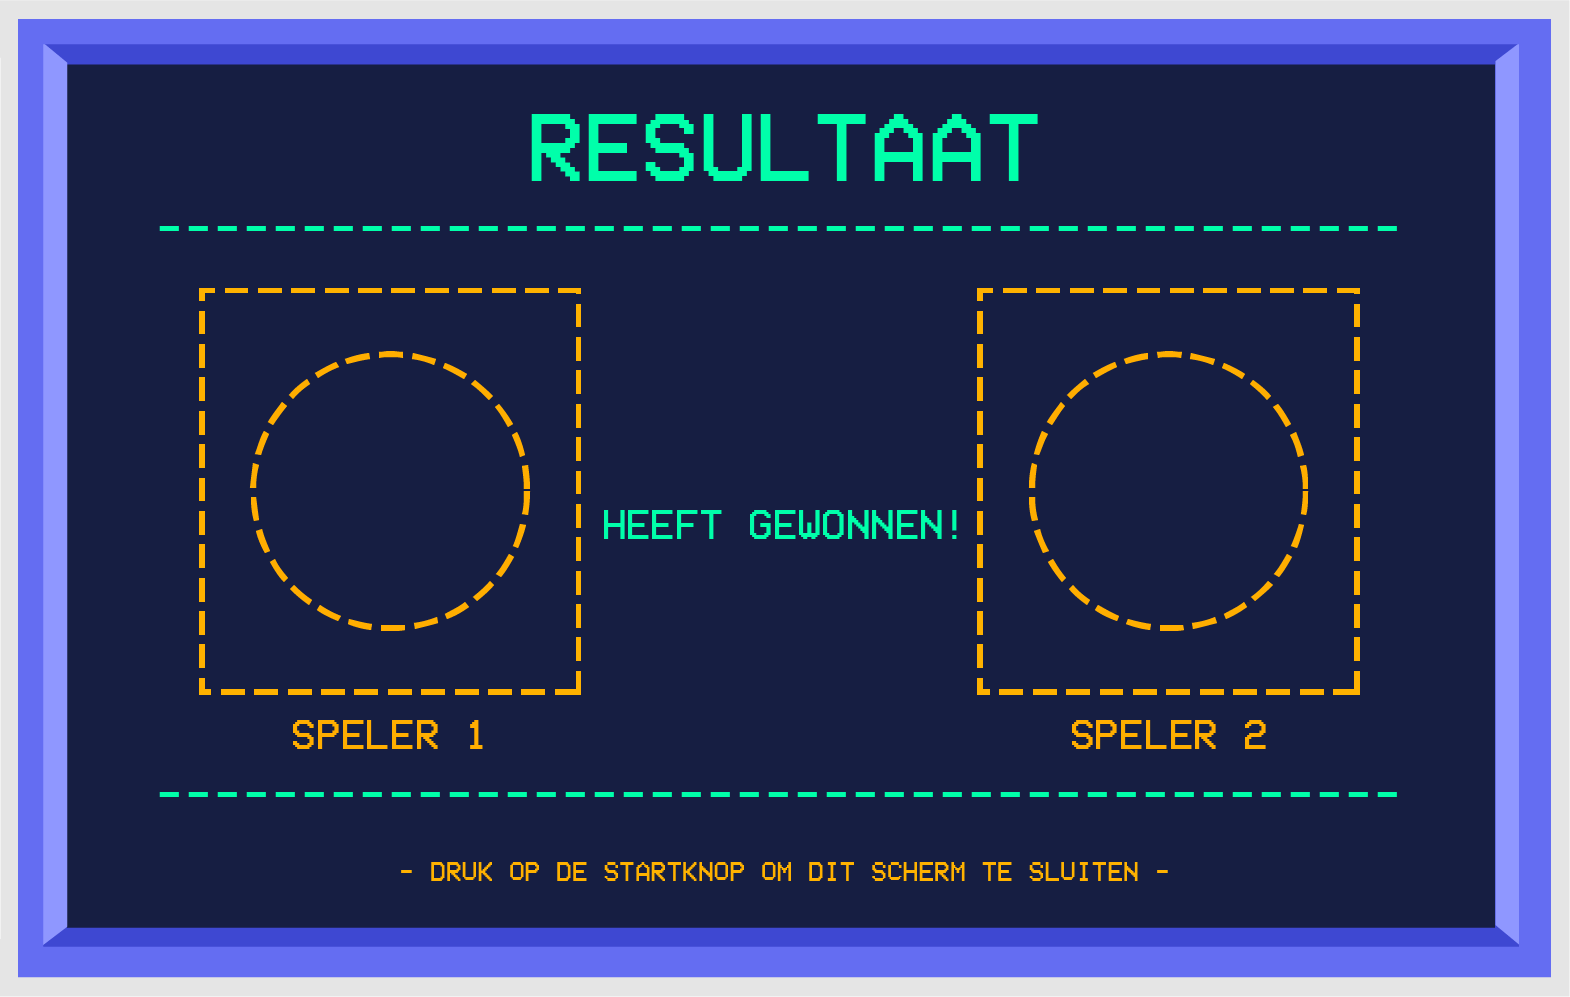 RESULTAAT
HEEFT GEWONNEN!
SPELER 1
SPELER 2
- DRUK OP DE STARTKNOP OM DIT SCHERM TE SLUITEN -